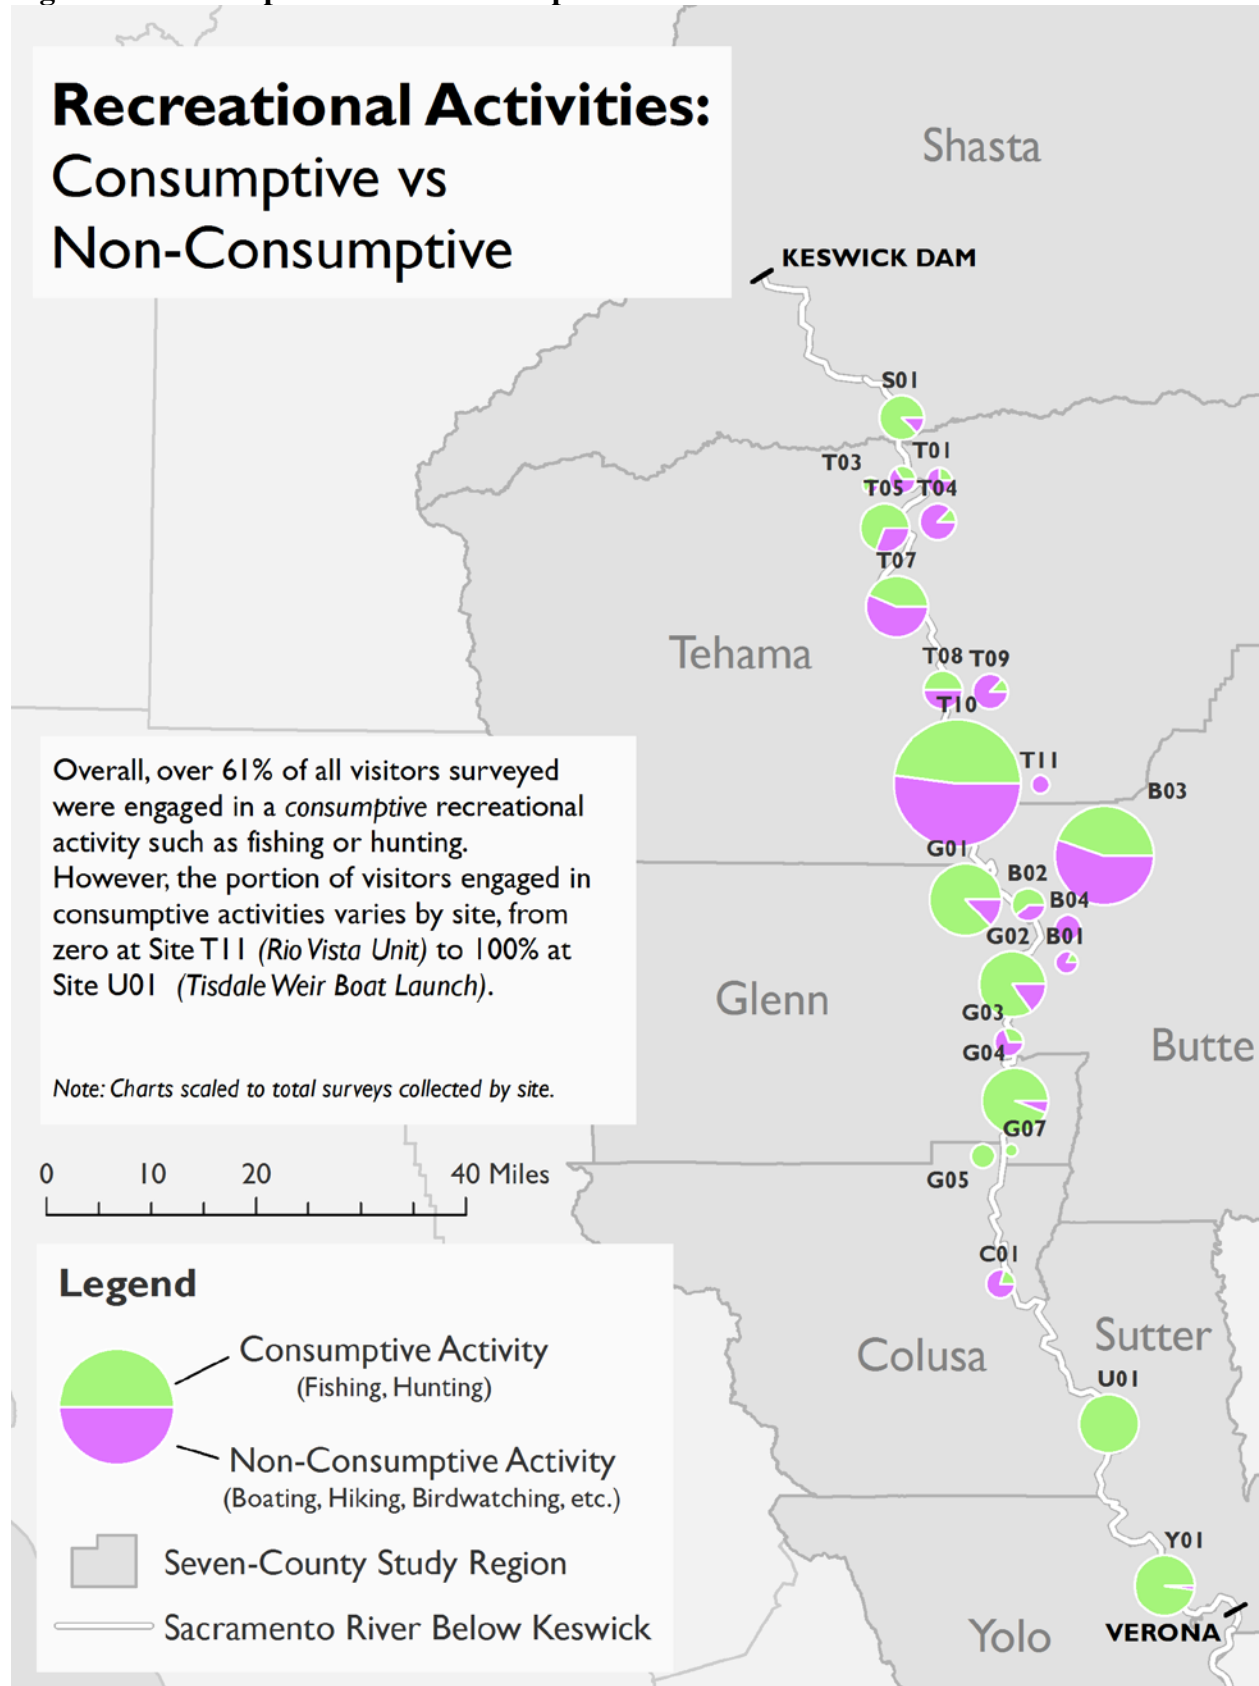 Recreational Activities:
Consumptive vs
Non-Consumptive
Shasta
KESWICK DAM
S01
T01
T03
T05
T04
T07
Tehama
T08
T09
T10
T11
B03
G01
B02
B04
G02
B01
Glenn
G03
Butte
G04
G07
G05
C01
Colusa
Sutter
U01
Y01
Yolo
VERONA
Overall, over 61% of all visitors surveyed
were engaged in a consumptive recreational
activity such as fishing or hunting.
However, the portion of visitors engaged in
consumptive activities varies by site, from
zero at Site T11 (Rio Vista Unit) to 100% at
Site U01 (Tisdale Weir Boat Launch).
Note: Charts scaled to total surveys collected by site.
0 10 20 40 Miles
Legend
Consumptive Activity
(Fishing, Hunting)
Non-Consumptive Activity
(Boating, Hiking, Birdwatching, etc.)
Seven-County Study Region
Sacramento River Below Keswick